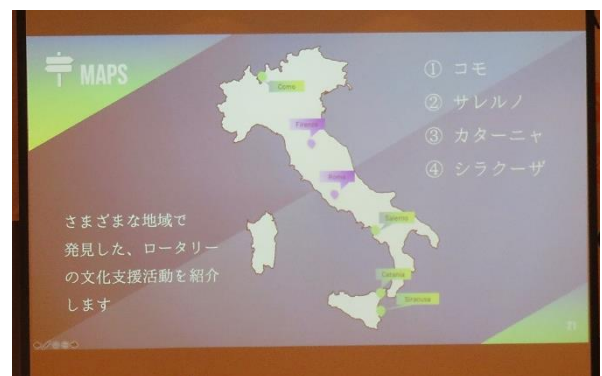 MAPS
① コモ
② サレルノ
③ カターニャ
④ シラクーザ
Como
Firenze
Roma
Salerno
Catania
Siracusa
さまざまな地域で
発見した、ロータリー
の文化支援活動を紹介
します
21